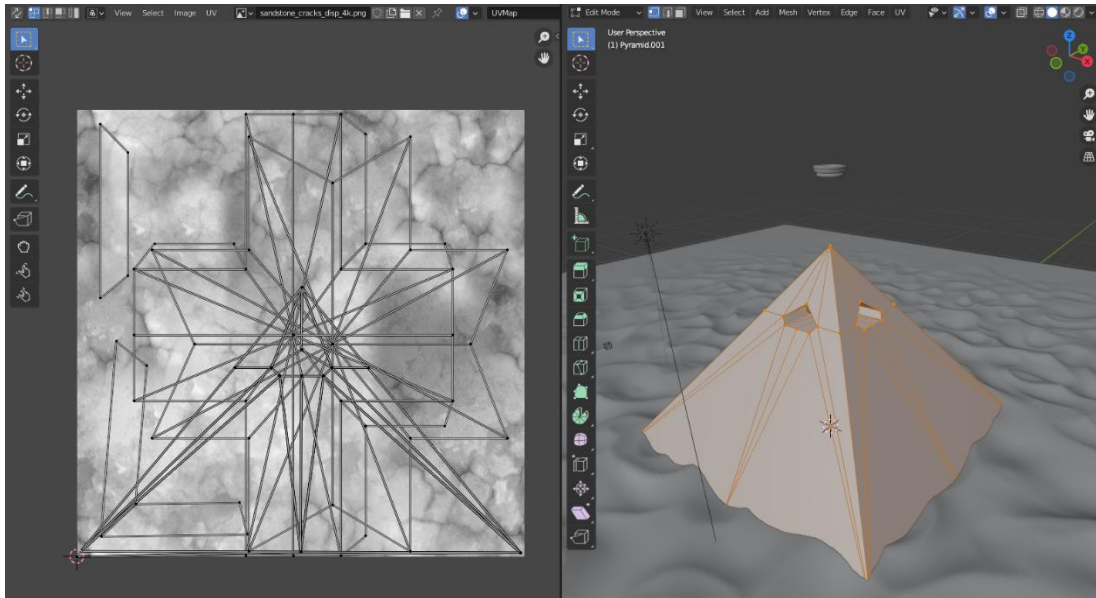 View Select Image UV
sandstone_cracks_disp_4k.png
UVMap
Edit Mode
View Select Add Mesh Vertex Edge Face UV
User Perspective
(1) Pyramid.001
Z
Y
X